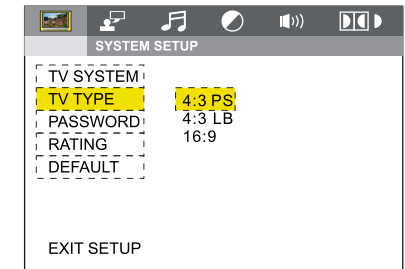 SYSTEM SETUP
TV SYSTEM
TV TYPE
PASSWORD
RATING
DEFAULT
4:3 PS
4:3 LB
16:9
EXIT SETUP